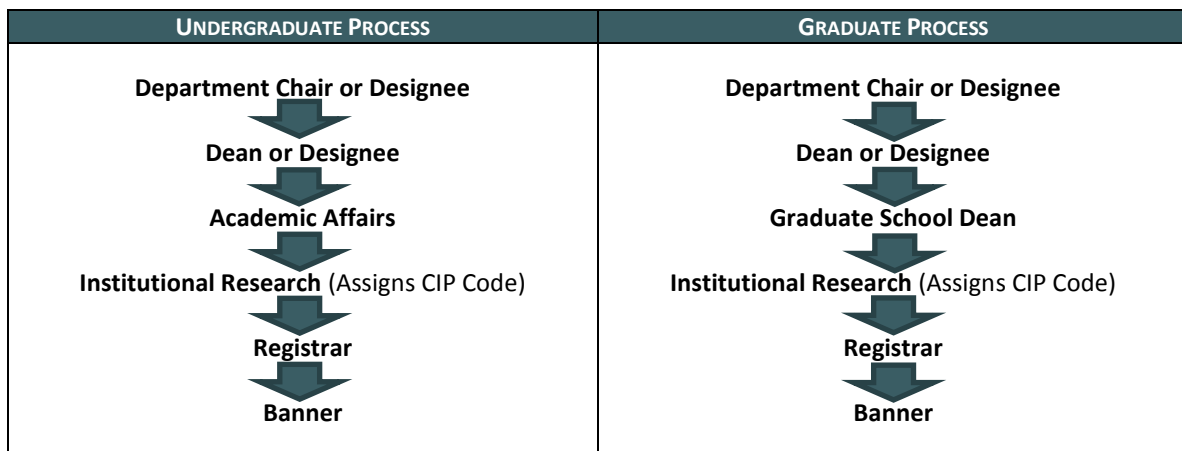 UNDERGRADUATE PROCESS
Department Chair or Designee
Dean or Designee
Academic Affairs
Institutional Research (Assigns CIP Code)
Registrar
Banner
GRADUATE PROCESS
Department Chair or Designee
Dean or Designee
Graduate School Dean
Institutional Research (Assigns CIP Code)
Registrar
Banner